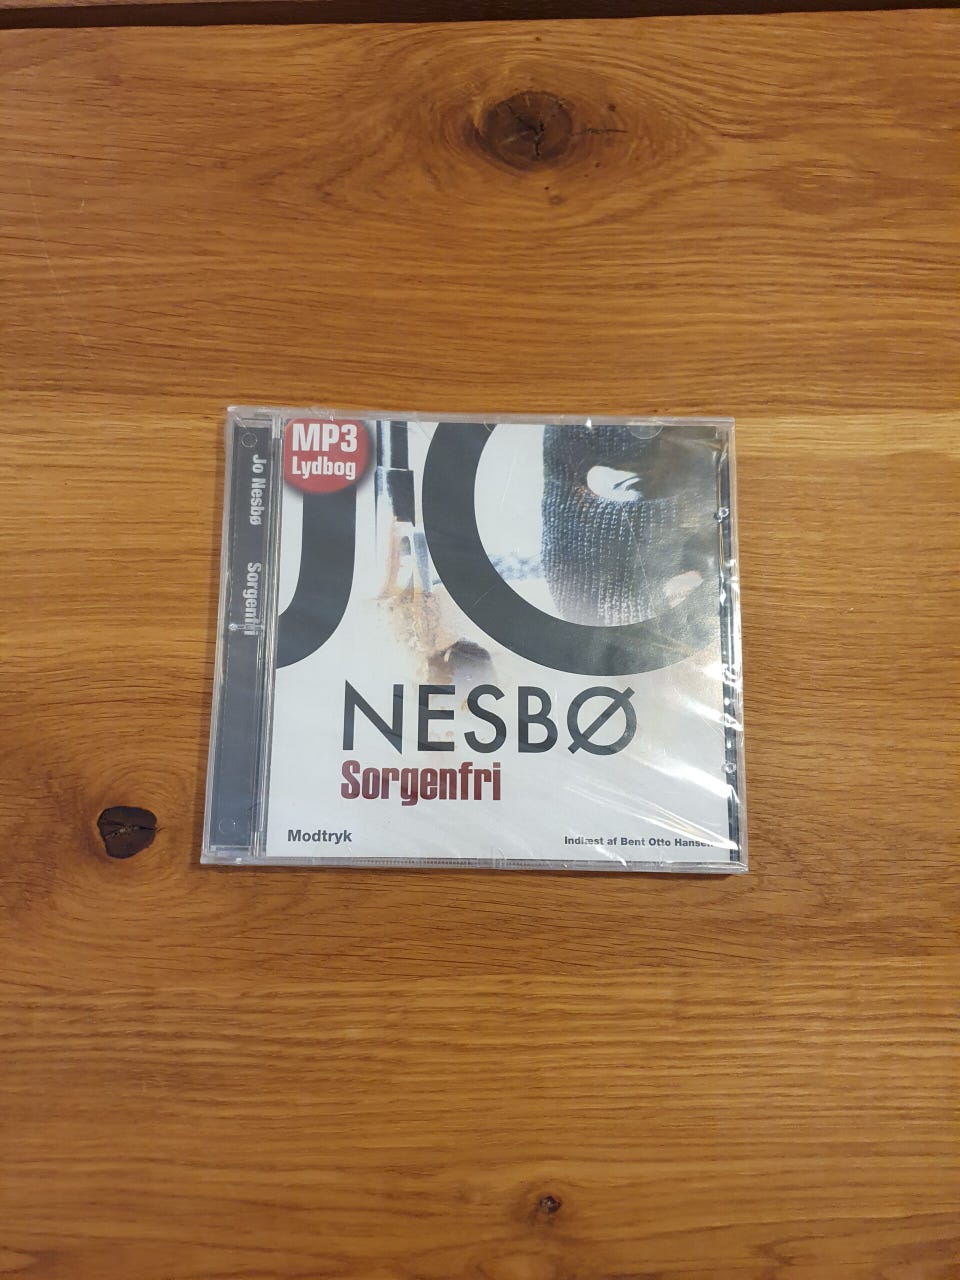 MP3
Lydbog
Jo Nesbø Sorgenfri
JO
NESBØ
Sorgenfri
Modtryk
Indlæst af Bent Otto Hansen